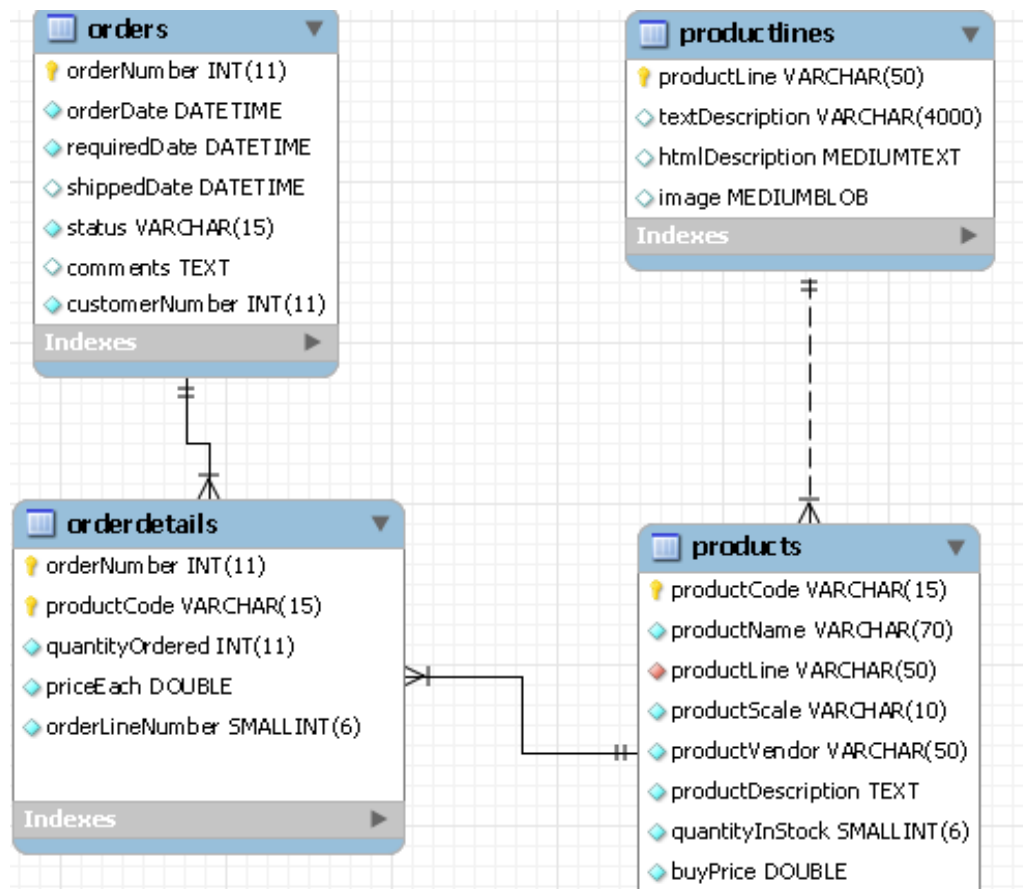 orders
orderNumber INT(11)
orderDate DATETIME
requiredDate DATETIME
shippedDate DATETIME
status VARCHAR(15)
comments TEXT
customerNumber INT(11)
Indexes
productlines
productLine VARCHAR(50)
textDescription VARCHAR(4000)
htmlDescription MEDIUMTEXT
image MEDIUMBLOB
Indexes
orderdetails
orderNumber INT(11)
productCode VARCHAR(15)
quantityOrdered INT(11)
priceEach DOUBLE
orderLineNumber SMALLINT(6)
Indexes
products
productCode VARCHAR(15)
productName VARCHAR(70)
productLine VARCHAR(50)
productScale VARCHAR(10)
productVendor VARCHAR(50)
productDescription TEXT
quantityInStock SMALLINT(6)
buyPrice DOUBLE